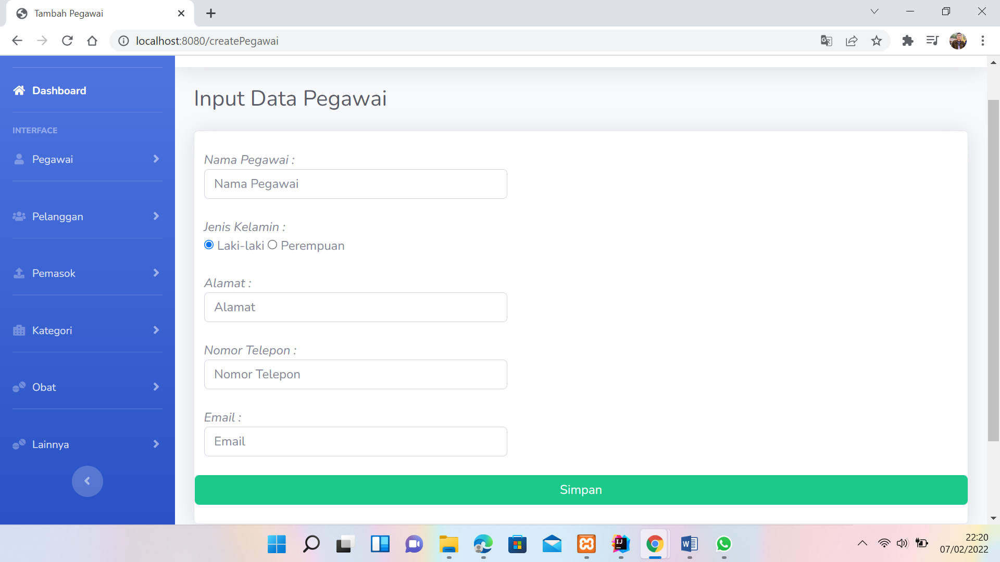 Tambah Pegawai
localhost:8080/createPegawai
Dashboard
INTERFACE
Pegawai
Pelanggan
Pemasok
Kategori
Obat
Lainnya
Input Data Pegawai
Nama Pegawai :
Nama Pegawai
Jenis Kelamin :
Laki-laki Perempuan
Alamat :
Alamat
Nomor Telepon :
Nomor Telepon
Email :
Email
Simpan
22:20
07/02/2022